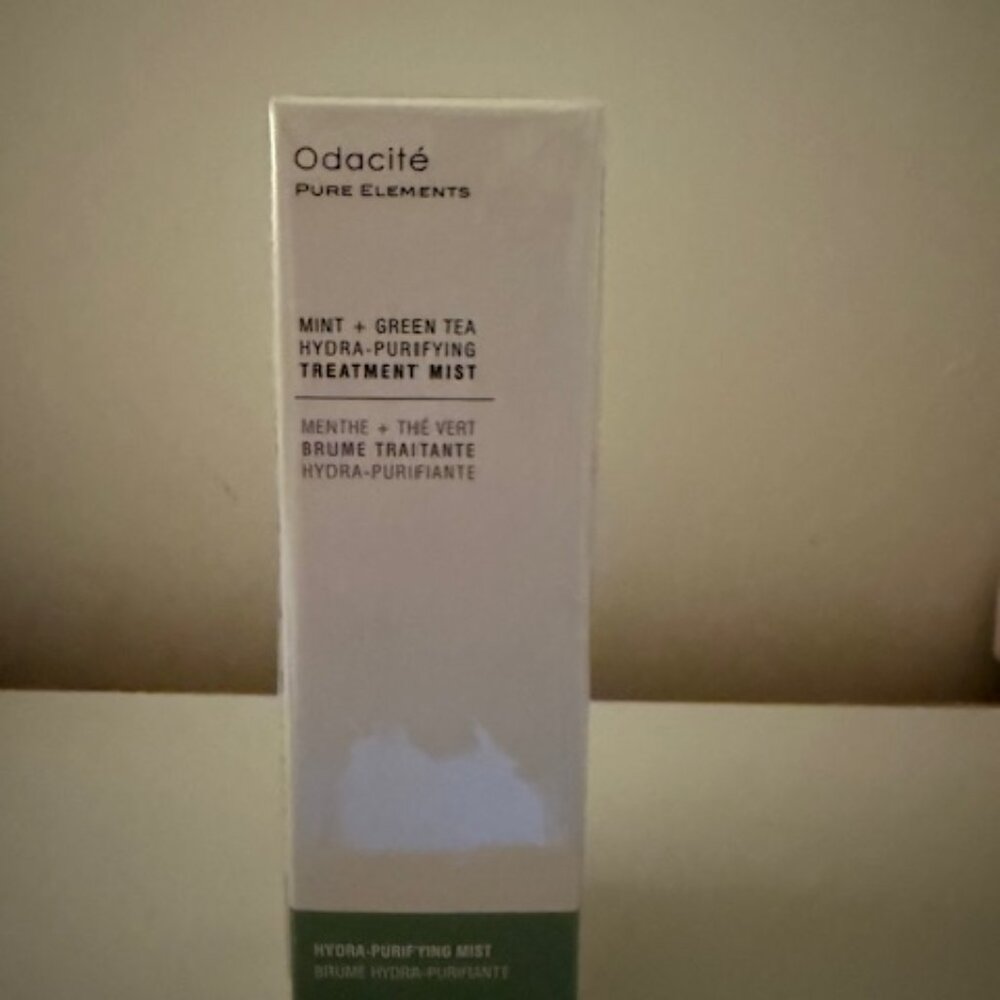 Odacité
PURE ELEMENTS
MINT + GREEN TEA
HYDRA-PURIFYING
TREATMENT MIST
MENTHE + THÉ VERT
BRUME TRAITANTE
HYDRA-PURIFIANTE
HYDRA-PURIFYING MIST
BRUME HYDRA-PURIFIANTE